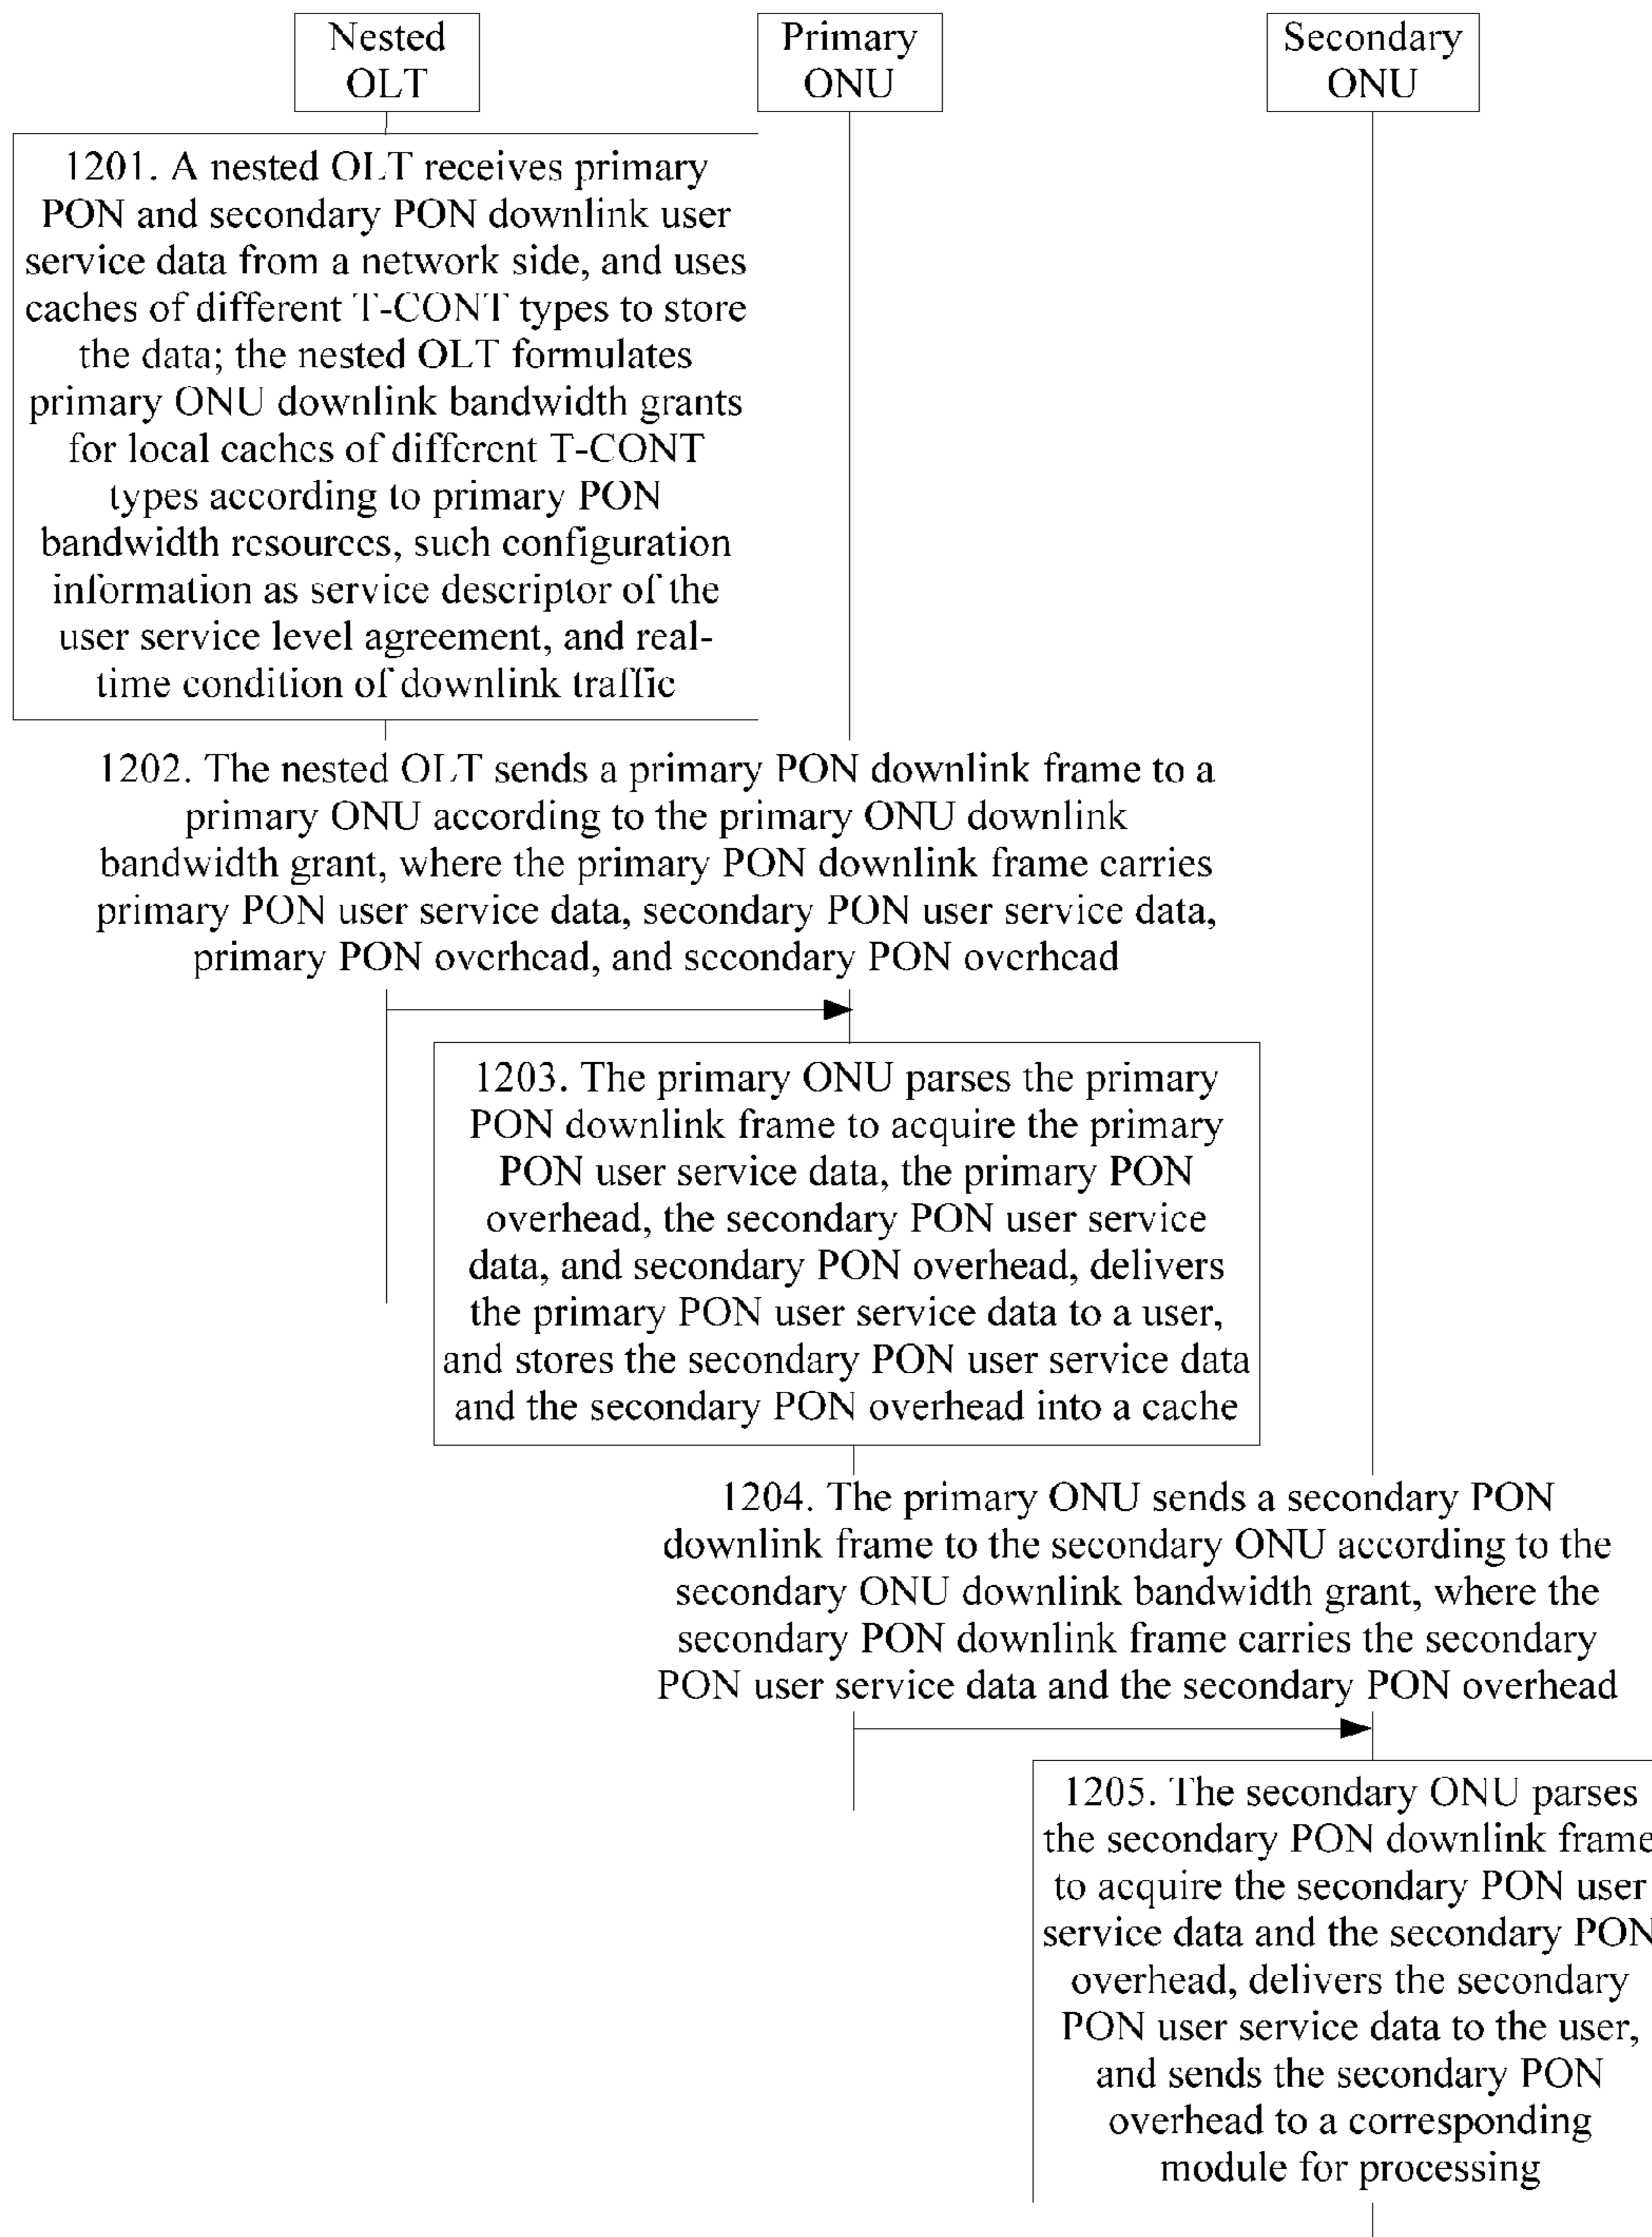 Nested
OLT
Primary
ONU
Secondary
ONU
1201. A nested OLT receives primary
PON and secondary PON downlink user
service data from a network side, and uses
caches of different T-CONT types to store
the data; the nested OLT formulates
primary ONU downlink bandwidth grants
for local caches of different T-CONT
types according to primary PON
bandwidth resources, such configuration
information as service descriptor of the
user service level agreement, and real-
time condition of downlink traffic
1202. The nested OLT sends a primary PON downlink frame to a
primary ONU according to the primary ONU downlink
bandwidth grant, where the primary PON downlink frame carries
primary PON user service data, secondary PON user service data,
primary PON overhead, and secondary PON overhead
1203. The primary ONU parses the primary
PON downlink frame to acquire the primary
PON user service data, the primary PON
overhead, the secondary PON user service
data, and secondary PON overhead, delivers
the primary PON user service data to a user,
and stores the secondary PON user service data
and the secondary PON overhead into a cache
1204. The primary ONU sends a secondary PON
downlink frame to the secondary ONU according to the
secondary ONU downlink bandwidth grant, where the
secondary PON downlink frame carries the secondary
PON user service data and the secondary PON overhead
1205. The secondary ONU parses
the secondary PON downlink frame
to acquire the secondary PON user
service data and the secondary PON
overhead, delivers the secondary
PON user service data to the user,
and sends the secondary PON
overhead to a corresponding
module for processing